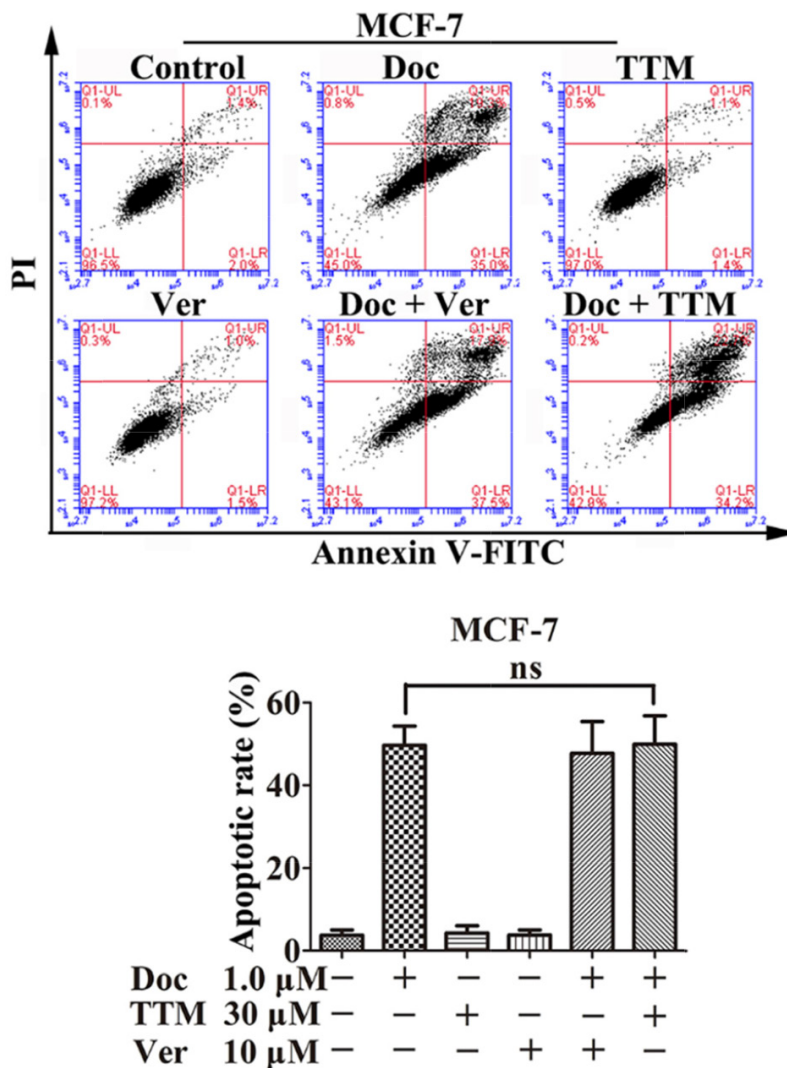 MCF-7
Control Doc TTM
Q1-UL Q1-UR Q1-UL Q1-UR Q1-UL Q1-UR
0.1% 1.4% 0.8% 0.5% 1.1%
Q1-LL Q1-LR Q1-LL Q1-LR Q1-LL Q1-LR
96.5% 2.0% 45.0% 35.0% 97.0% 1.4%
PI
Ver Doc + Ver Doc + TTM
Q1-UL Q1-UR Q1-UL Q1-UR Q1-UL
0.3% 1.0% 1.5% 0.2%
Q1-LL Q1-LR Q1-LL Q1-LR Q1-LL Q1-LR
97.2% 1.5% 43.1% 37.5% 34.2%
Annexin V-FITC
MCF-7
ns
Apoptotic rate (%)
60
40
20
0
Doc 1.0 μM − + − − + +
TTM 30 μM − − + − − +
Ver 10 μM − − − + + −